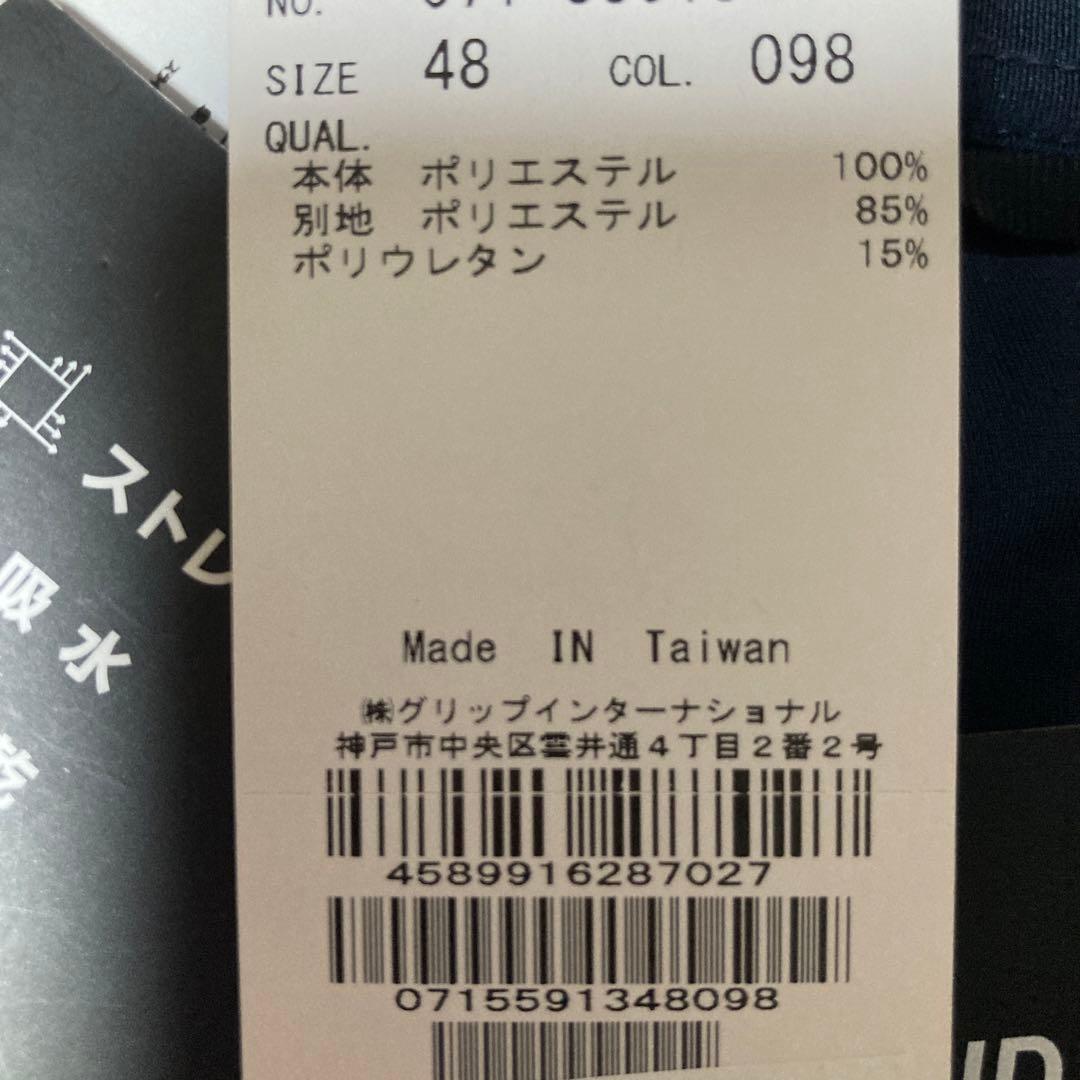 NO.
SIZE 48 COL. 098
QUAL.
本体 ポリエステル 100%
別地 ポリエステル 85%
ポリウレタン 15%
Made IN Taiwan
㈱グリップインターナショナル
神戸市中央区雲井通4丁目2番2号
4589916287027
0715591348098
ストレ
吸水